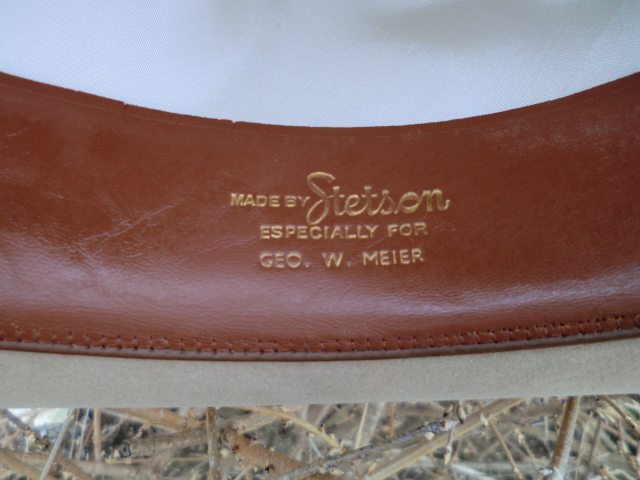 MADE BY Stetson
ESPECIALLY FOR
GEO. W. MEIER